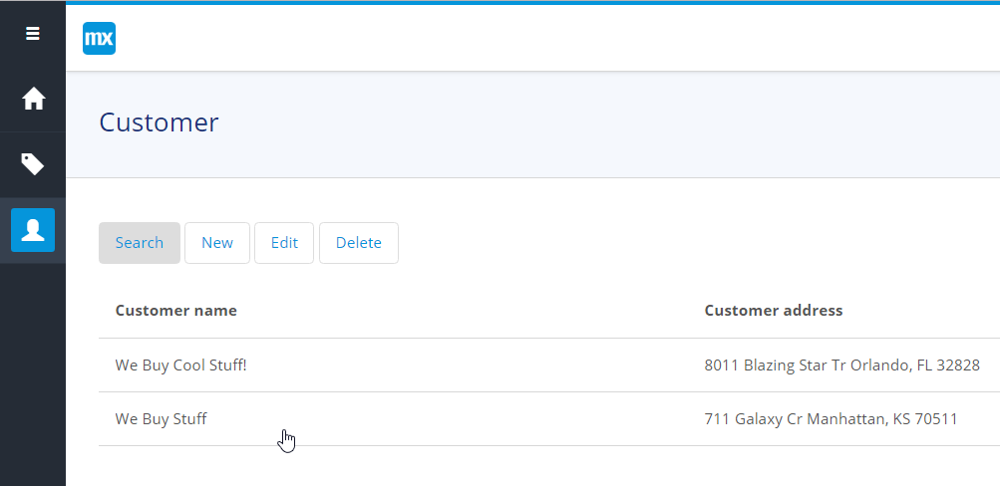 mx
Customer
Search New Edit Delete
Customer name Customer address
We Buy Cool Stuff! 8011 Blazing Star Tr Orlando, FL 32828
We Buy Stuff 711 Galaxy Cr Manhattan, KS 70511